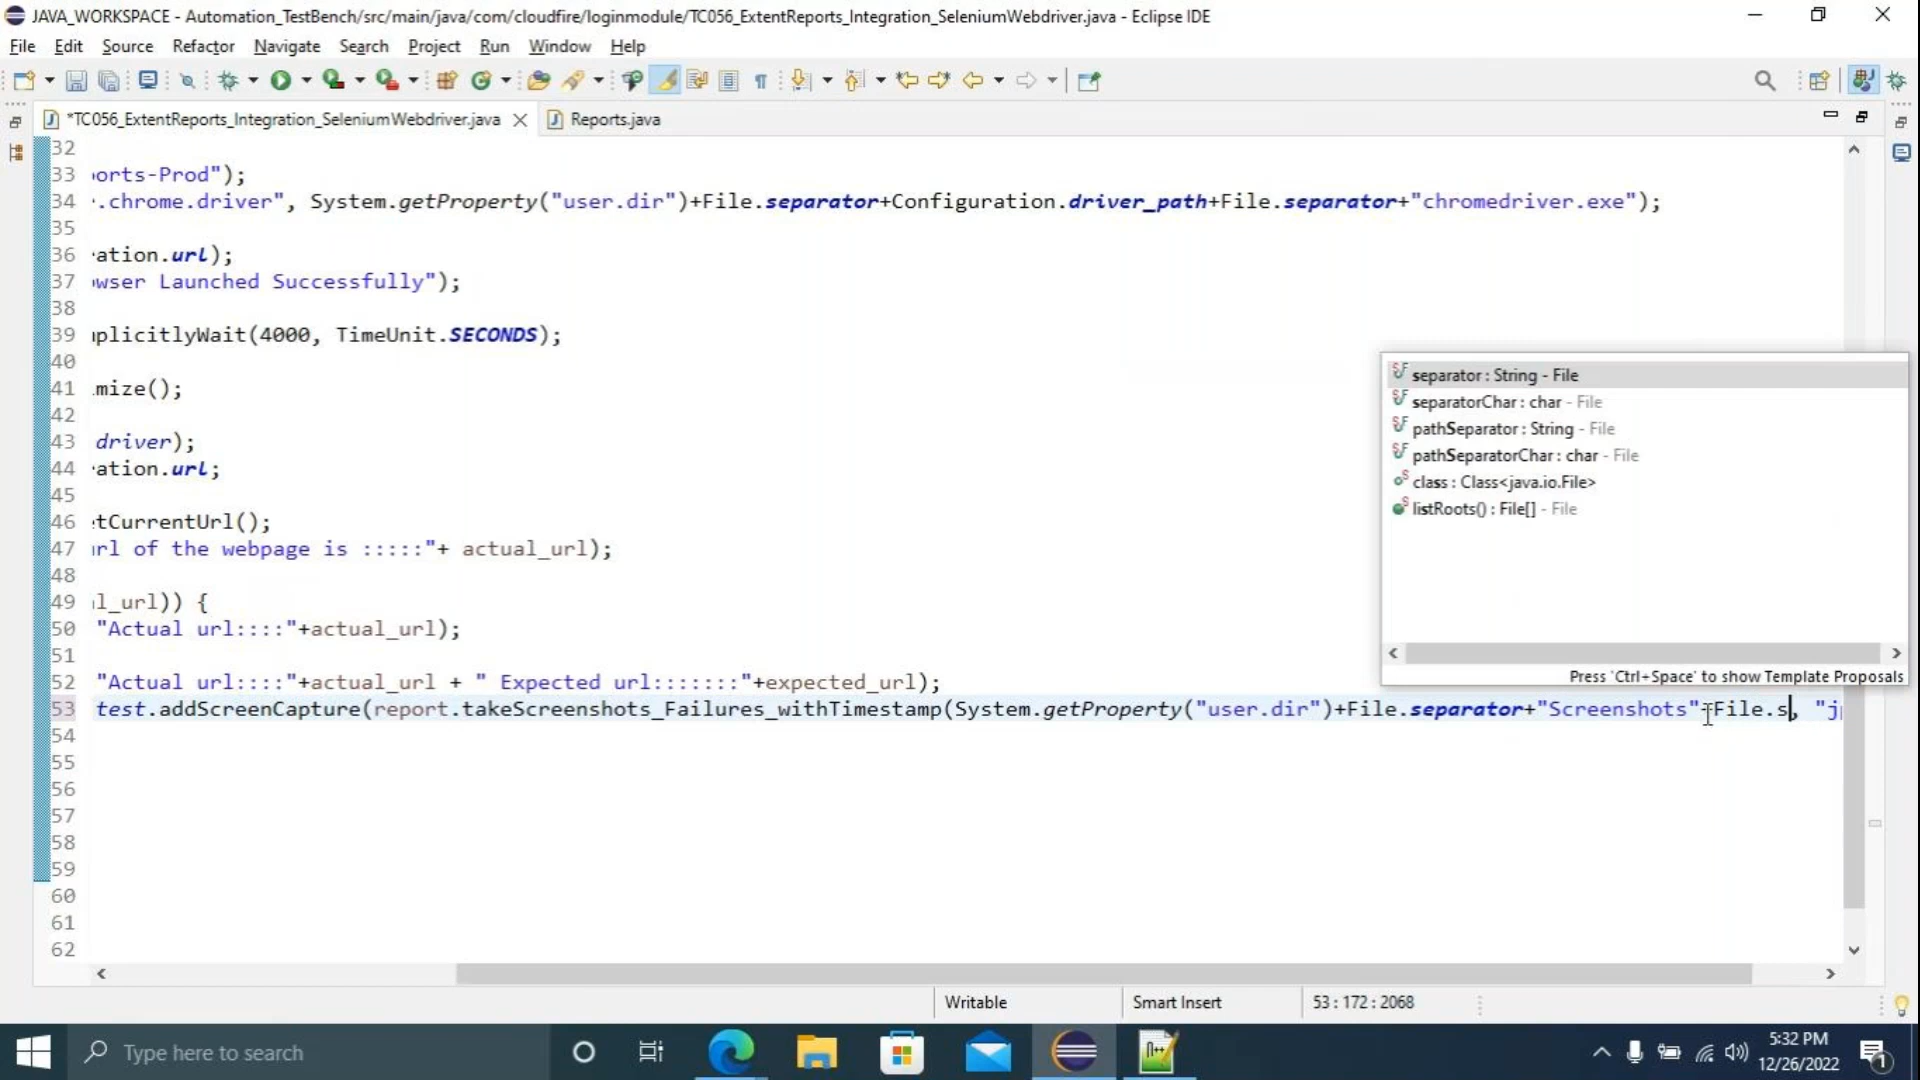 JAVA_WORKSPACE - Automation_TestBench/src/main/java/com/cloudfire/loginmodule/TC056_ExtentReports_Integration_SeleniumWebdriver.java - Eclipse IDE
File Edit Source Refactor Navigate Search Project Run Window Help
*TC056_ExtentReports_Integration_SeleniumWebdriver.java Reports.java
32
33 orts-Prod");
34 .chrome.driver", System.getProperty("user.dir")+File.separator+Configuration.driver_path+File.separator+"chromedriver.exe");
35
36 ation.url);
37 wser Launched Successfully");
38
39 plicitlyWait(4000, TimeUnit.SECONDS);
40
41 mize();
42
43 driver);
44 ation.url;
45
46 tCurrentUrl();
47 rl of the webpage is :::::"+ actual_url);
48
49 l_url)) {
50 "Actual url::::"+actual_url);
51
52 "Actual url::::"+actual_url + " Expected url:::::::"+expected_url);
53 test.addScreenCapture(report.takeScreenshots_Failures_withTimestamp(System.getProperty("user.dir")+File.separator+"Screenshots"+File.s, "j
54
55
56
57
58
59
60
61
62
separator : String - File
separatorChar : char - File
pathSeparator : String - File
pathSeparatorChar : char - File
class : Class<java.io.File>
listRoots() : File[] - File
Press 'Ctrl+Space' to show Template Proposals
Writable Smart Insert 53 : 172 : 2068
Type here to search
5:32 PM
12/26/2022
1